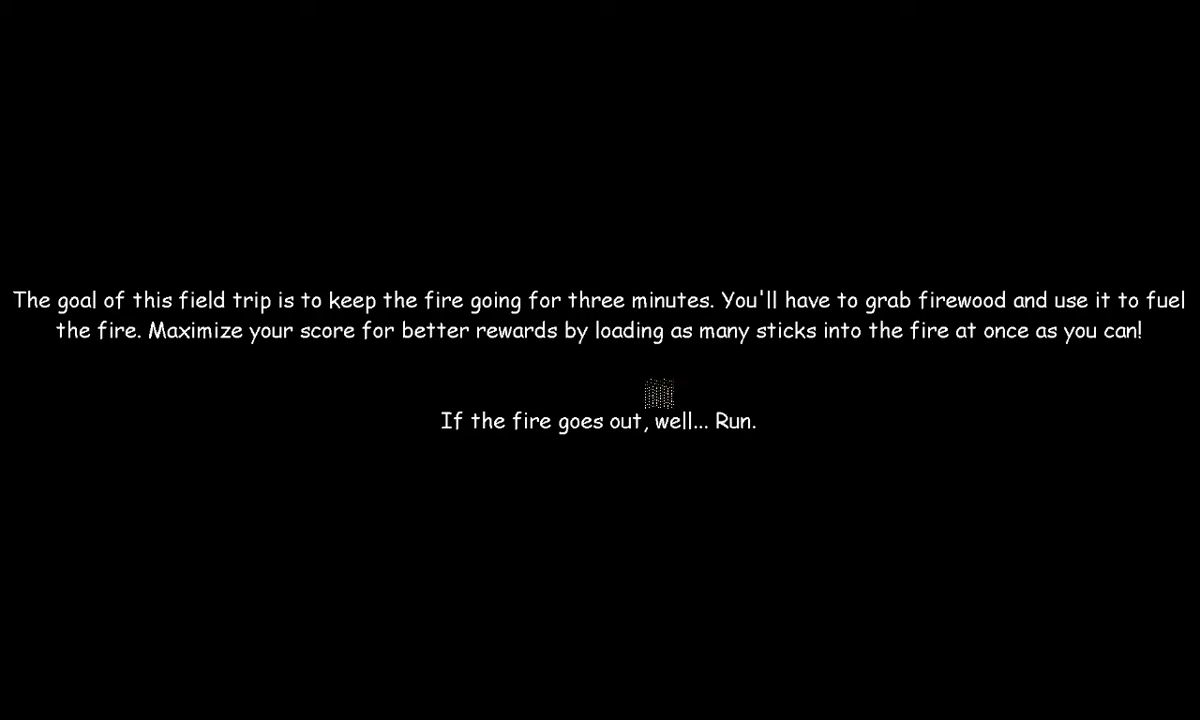 The goal of this field trip is to keep the fire going for three minutes. You'll have to grab firewood and use it to fuel
the fire. Maximize your score for better rewards by loading as many sticks into the fire at once as you can!
If the fire goes out, well... Run.